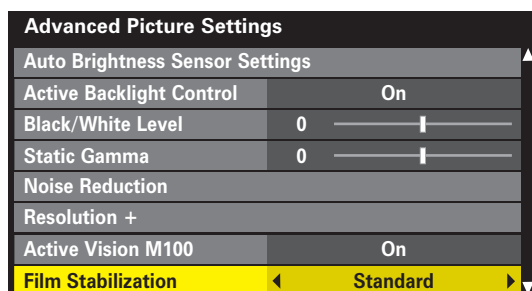 Advanced Picture Settings
Auto Brightness Sensor Settings
Active Backlight Control On
Black/White Level 0
Static Gamma 0
Noise Reduction
Resolution +
Active Vision M100 On
Film Stabilization Standard